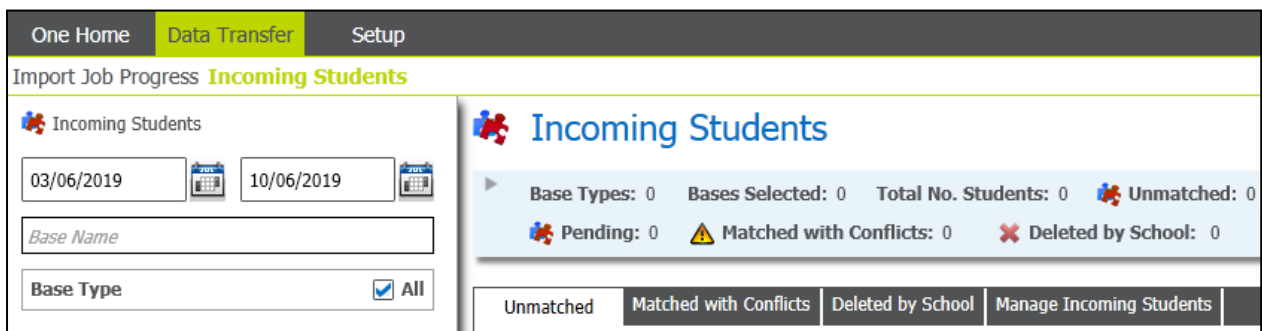 One Home Data Transfer Setup
Import Job Progress Incoming Students
Incoming Students
03/06/2019 10/06/2019
Base Name
Base Type All
Incoming Students
Base Types: 0 Bases Selected: 0 Total No. Students: 0 Unmatched: 0
Pending: 0 Matched with Conflicts: 0 Deleted by School: 0
Unmatched Matched with Conflicts Deleted by School Manage Incoming Students